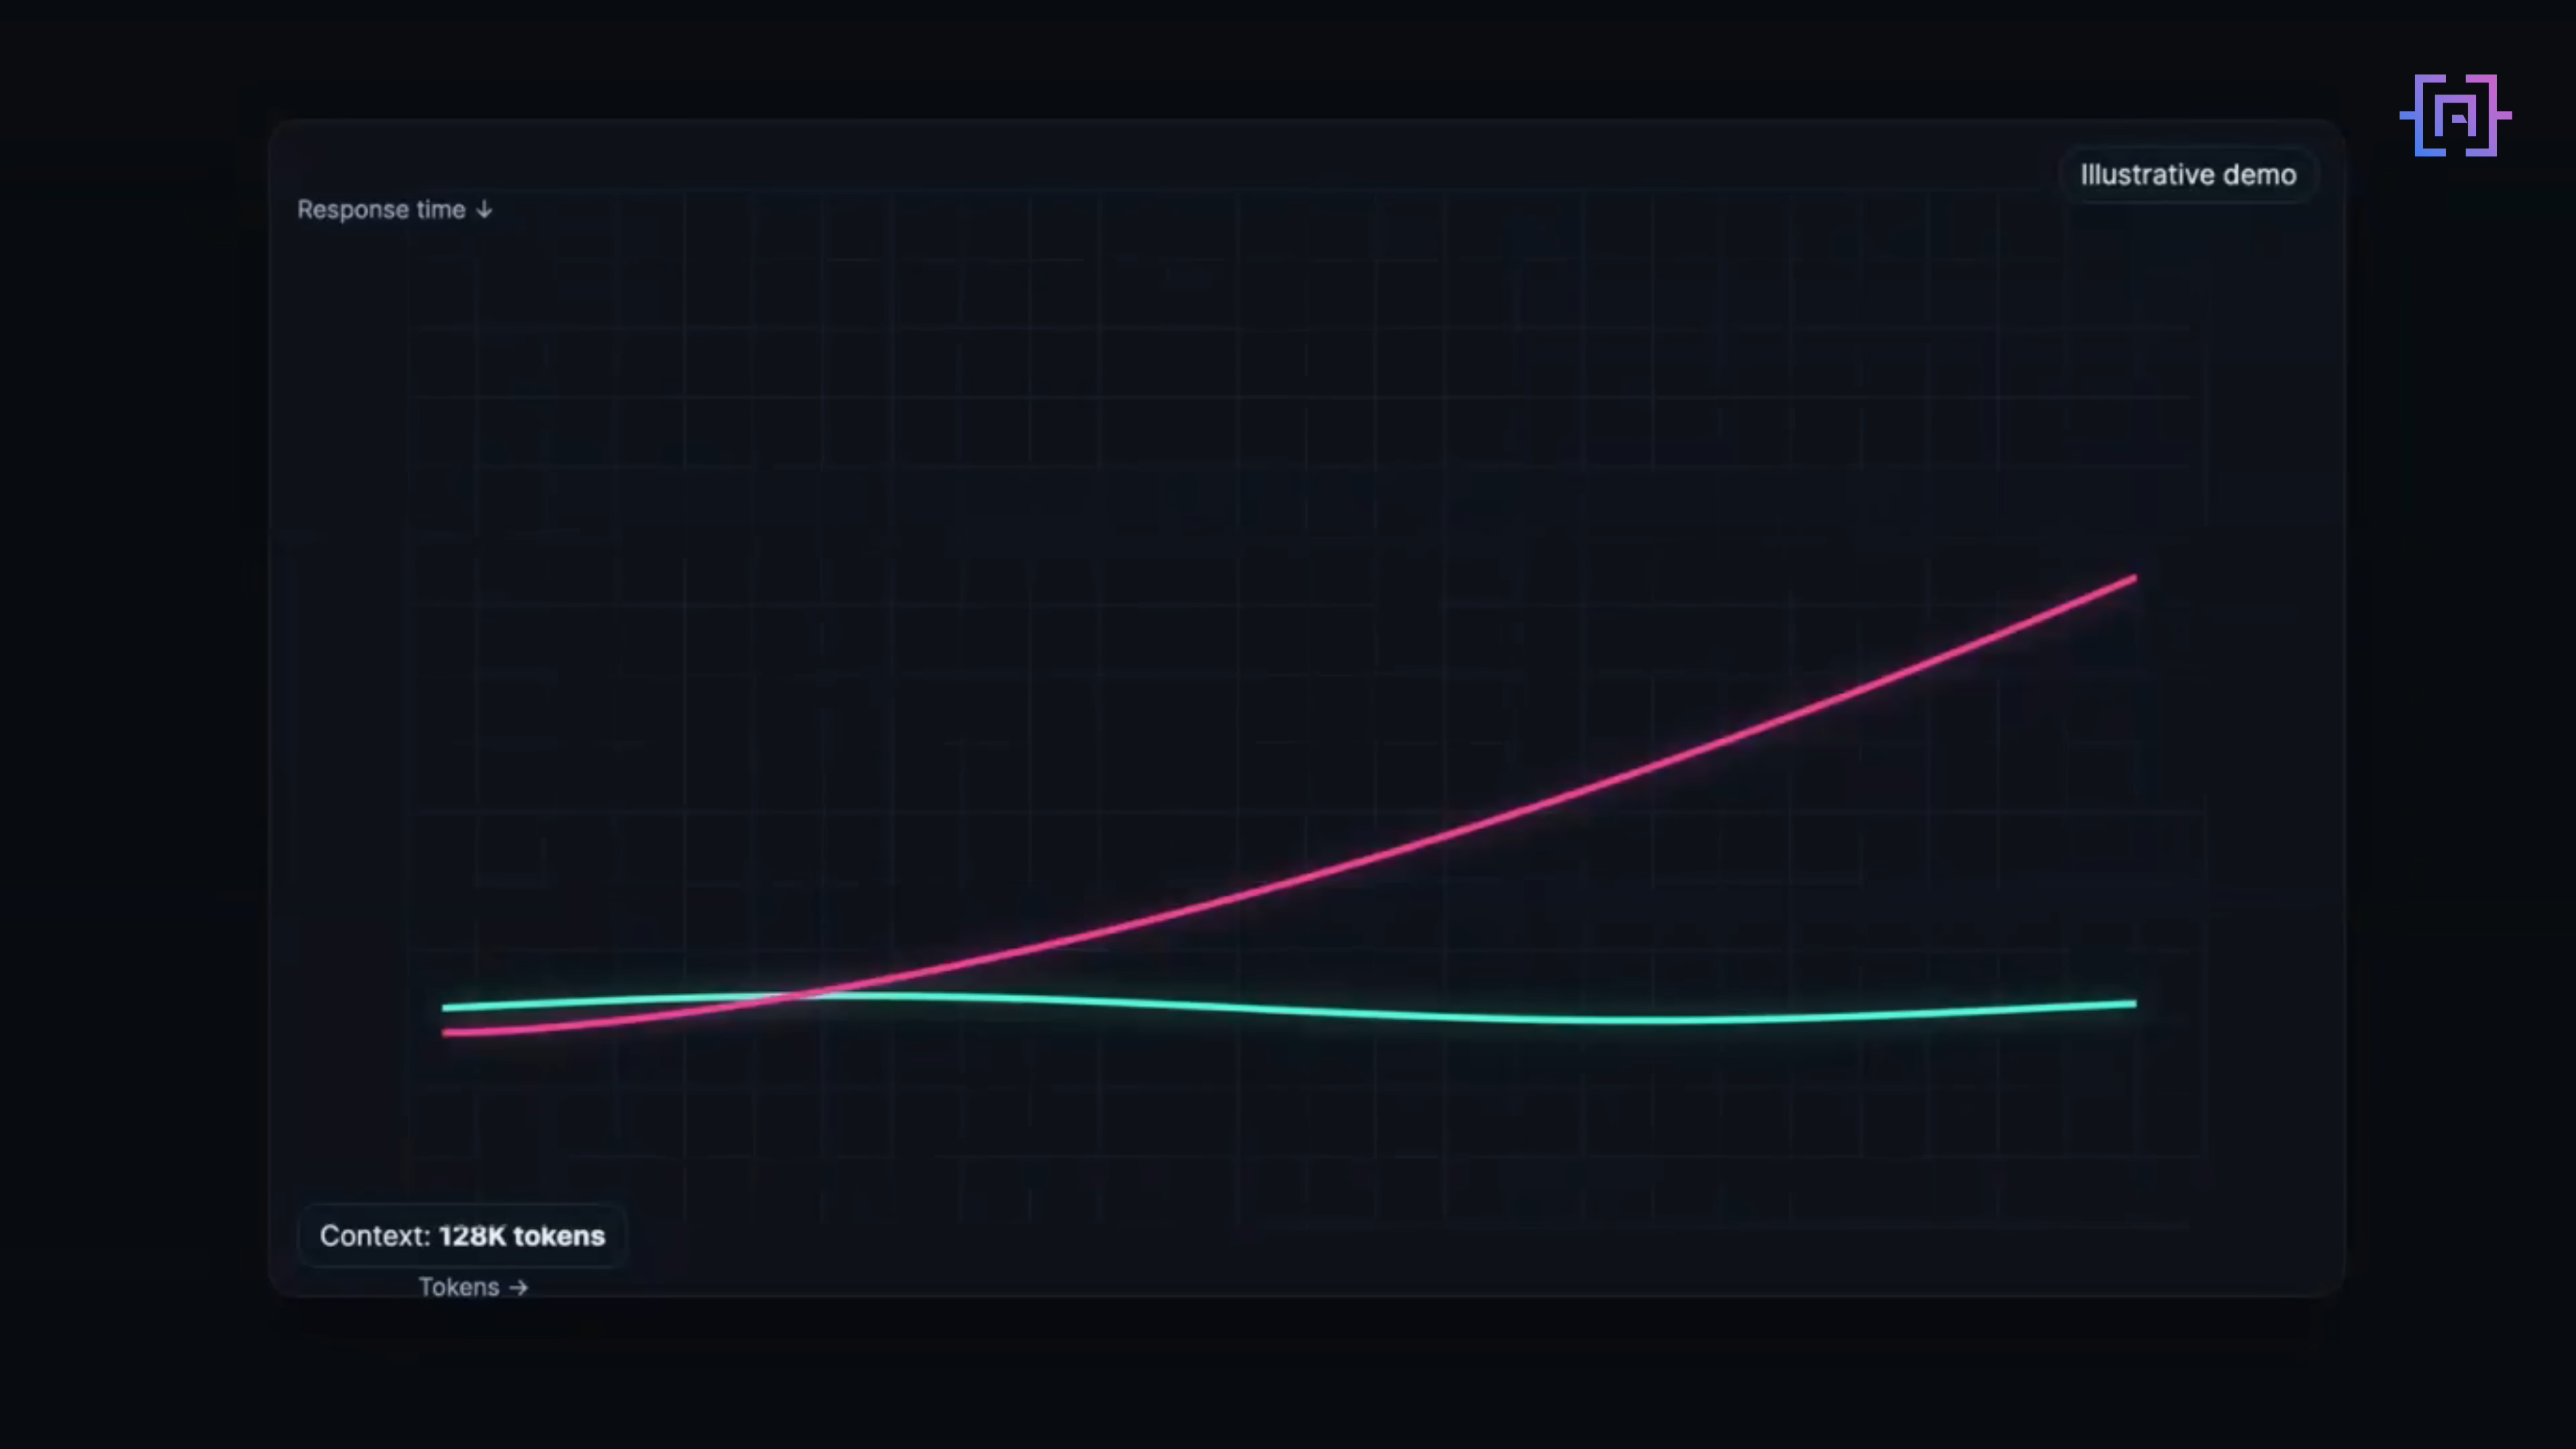 Illustrative demo
Response time ↓
Context: 128K tokens
Tokens →